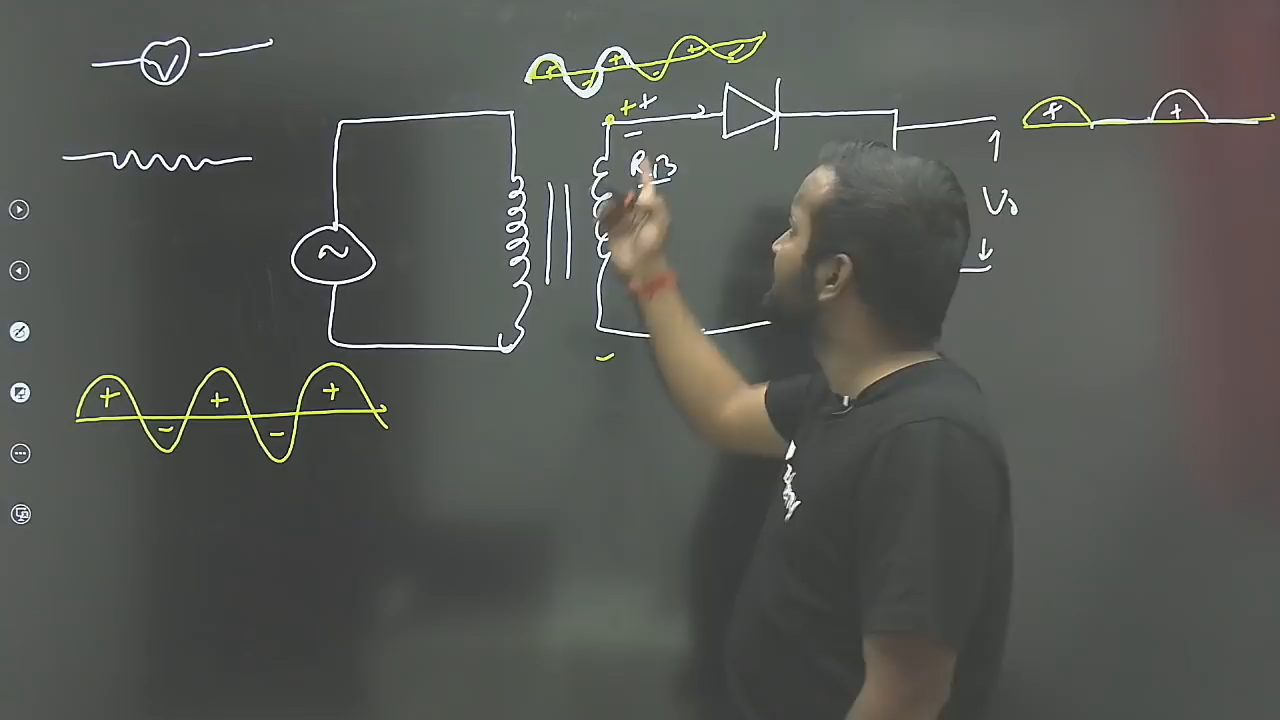 V
+ - + + -
+ +
-
R.B
~
-
+ + + - -
+ +
V₀